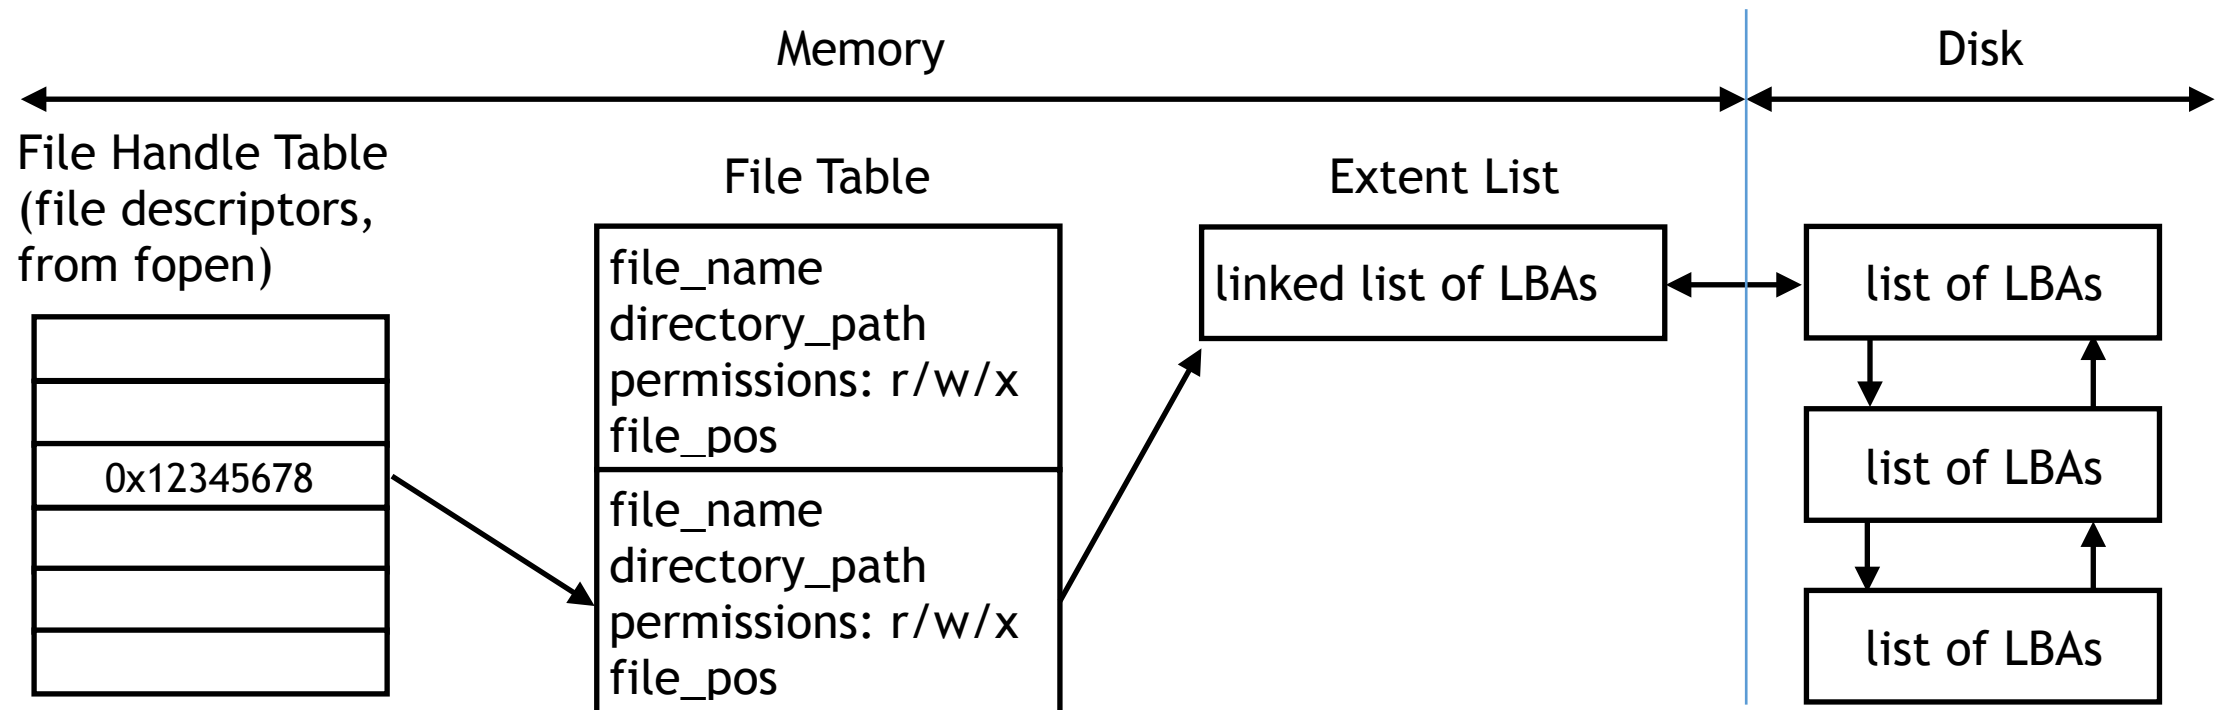 Memory
Disk
File Handle Table
(file descriptors,
from fopen)
0x12345678
File Table
file_name
directory_path
permissions: r/w/x
file_pos
file_name
directory_path
permissions: r/w/x
file_pos
Extent List
linked list of LBAs
list of LBAs
list of LBAs
list of LBAs